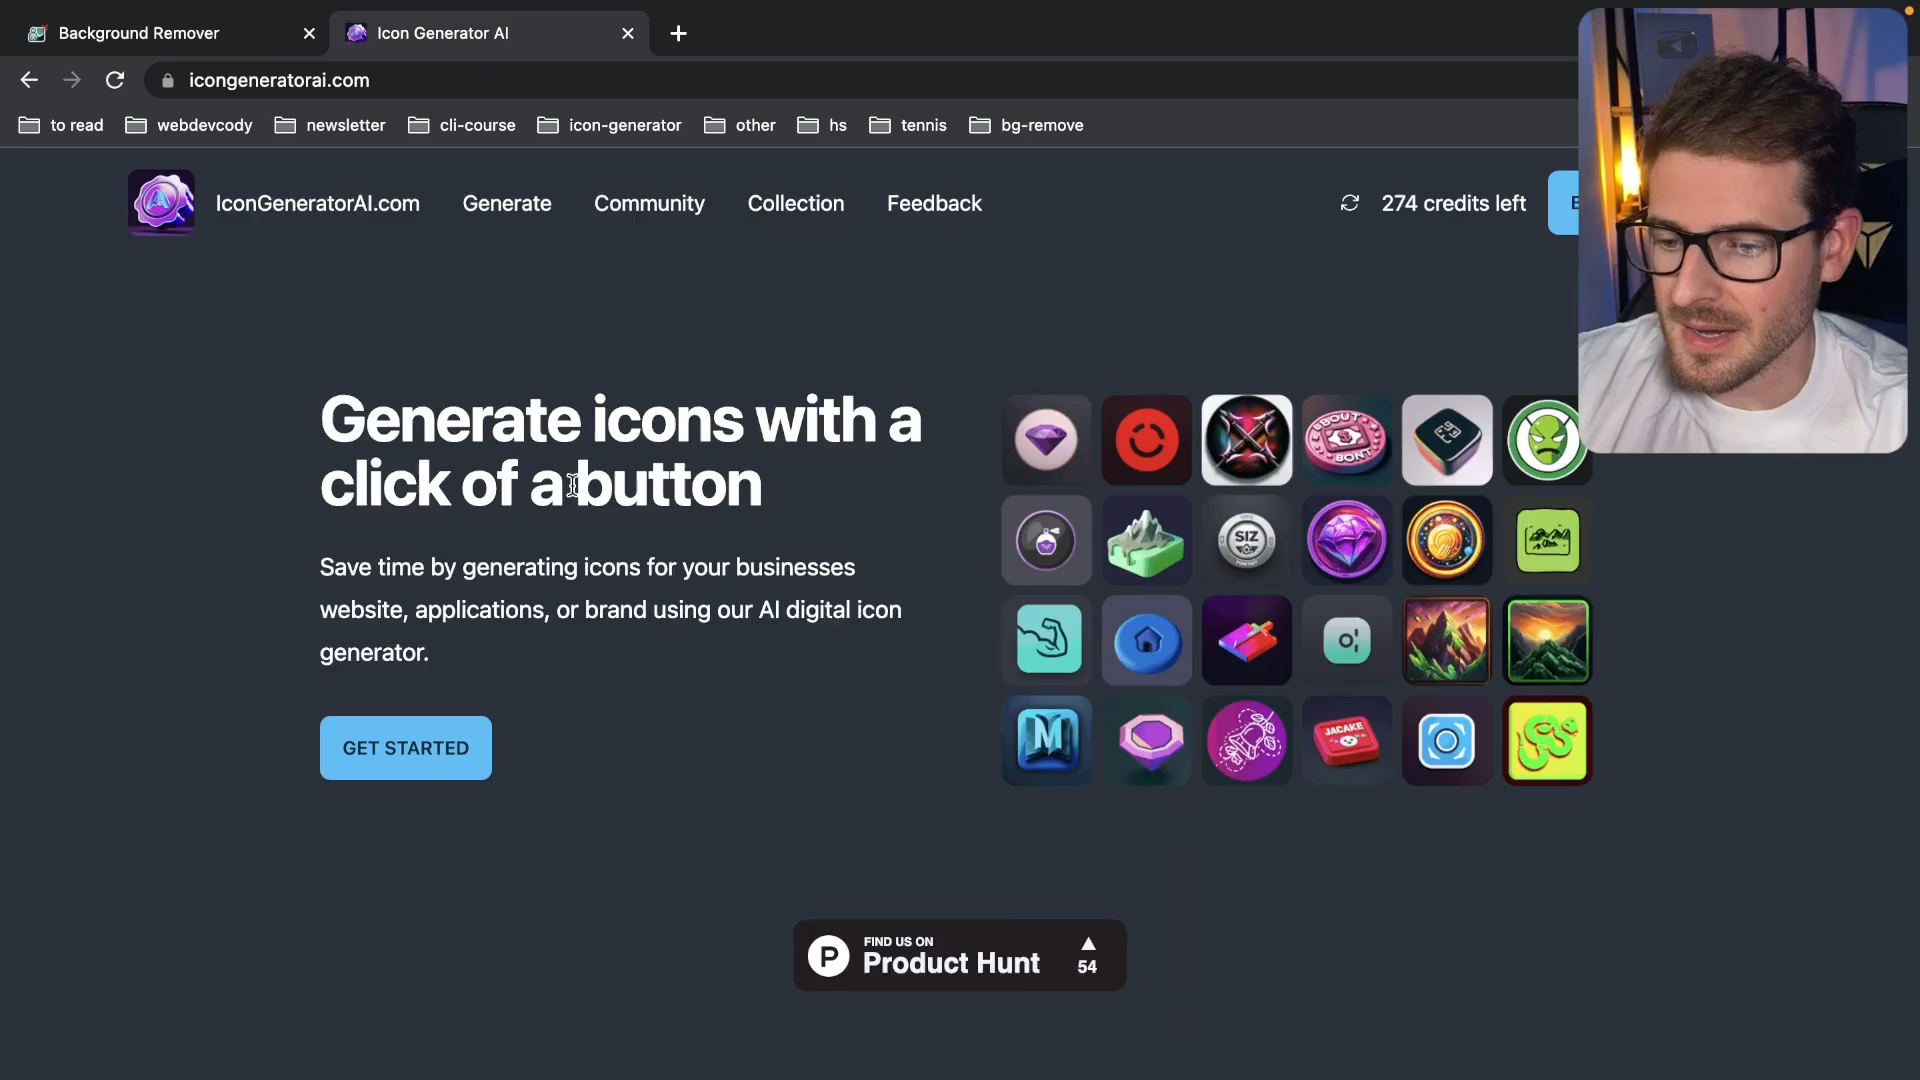 Background Remover
Icon Generator AI
icongeneratorai.com
to read
webdevcody
newsletter
cli-course
icon-generator
other
hs
tennis
bg-remove
IconGeneratorAI.com
Generate
Community
Collection
Feedback
274 credits left
Generate icons with a
click of a button
Save time by generating icons for your businesses
website, applications, or brand using our AI digital icon
generator.
GET STARTED
SIZ
M
JACAKE
P
FIND US ON
Product Hunt
54